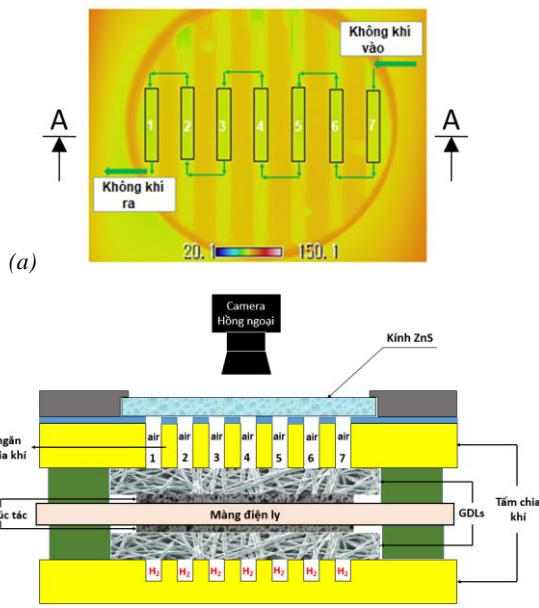 Không khí
vào
A
A
1 2 3 4 5 6 7
Không khí
ra
20.1 150.1
(a)
Camera
Hồng ngoại
Kính ZnS
air air air air air air air
1 2 3 4 5 6 7
ngăn
ia khí
úc tác
Màng điện ly
GDLs
Tấm chia
khí
H₂ H₂ H₂ H₂ H₂ H₂ H₂